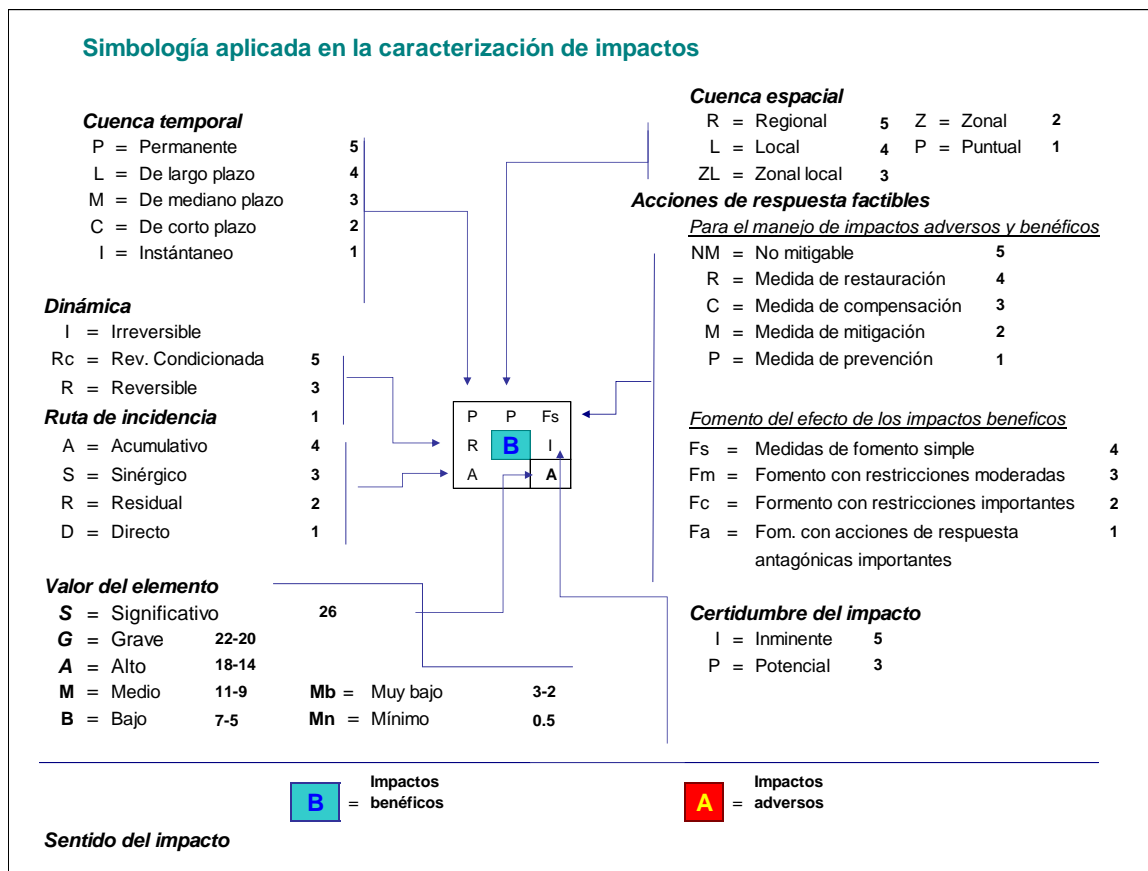 Simbología aplicada en la caracterización de impactos
Cuenca temporal
P = Permanente 5
L = De largo plazo 4
M = De mediano plazo 3
C = De corto plazo 2
I = Instántaneo 1
Cuenca espacial
R = Regional 5 Z = Zonal 2
L = Local 4 P = Puntual 1
ZL = Zonal local 3
Acciones de respuesta factibles
Para el manejo de impactos adversos y benéficos
NM = No mitigable 5
R = Medida de restauración 4
C = Medida de compensación 3
M = Medida de mitigación 2
P = Medida de prevención 1
Dinámica
I = Irreversible
Rc = Rev. Condicionada 5
R = Reversible 3
1
Ruta de incidencia
A = Acumulativo 4
S = Sinérgico 3
R = Residual 2
D = Directo 1
P P Fs
R B I
A A
Fomento del efecto de los impactos beneficos
Fs = Medidas de fomento simple 4
Fm = Fomento con restricciones moderadas 3
Fc = Formento con restricciones importantes 2
Fa = Fom. con acciones de respuesta 1
antagónicas importantes
Valor del elemento
S = Significativo 26
G = Grave 22-20
A = Alto 18-14
M = Medio 11-9 Mb = Muy bajo 3-2
B = Bajo 7-5 Mn = Mínimo 0.5
Certidumbre del impacto
I = Inminente 5
P = Potencial 3
B = Impactos
benéficos
A = Impactos
adversos
Sentido del impacto